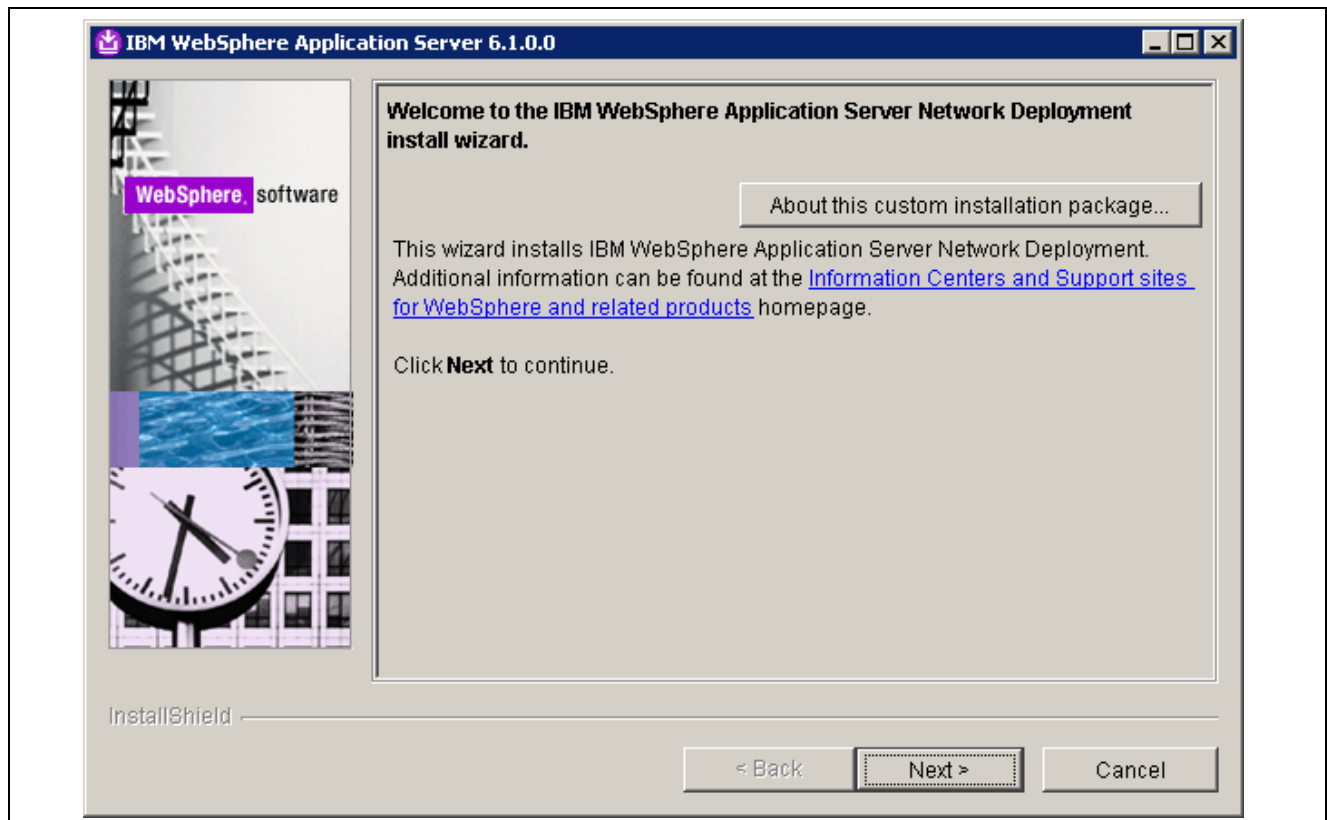 IBM WebSphere Application Server 6.1.0.0
Welcome to the IBM WebSphere Application Server Network Deployment
install wizard.
WebSphere. software
About this custom installation package...
This wizard installs IBM WebSphere Application Server Network Deployment.
Additional information can be found at the Information Centers and Support sites
for WebSphere and related products homepage.
Click Next to continue.
InstallShield
< Back
Next >
Cancel